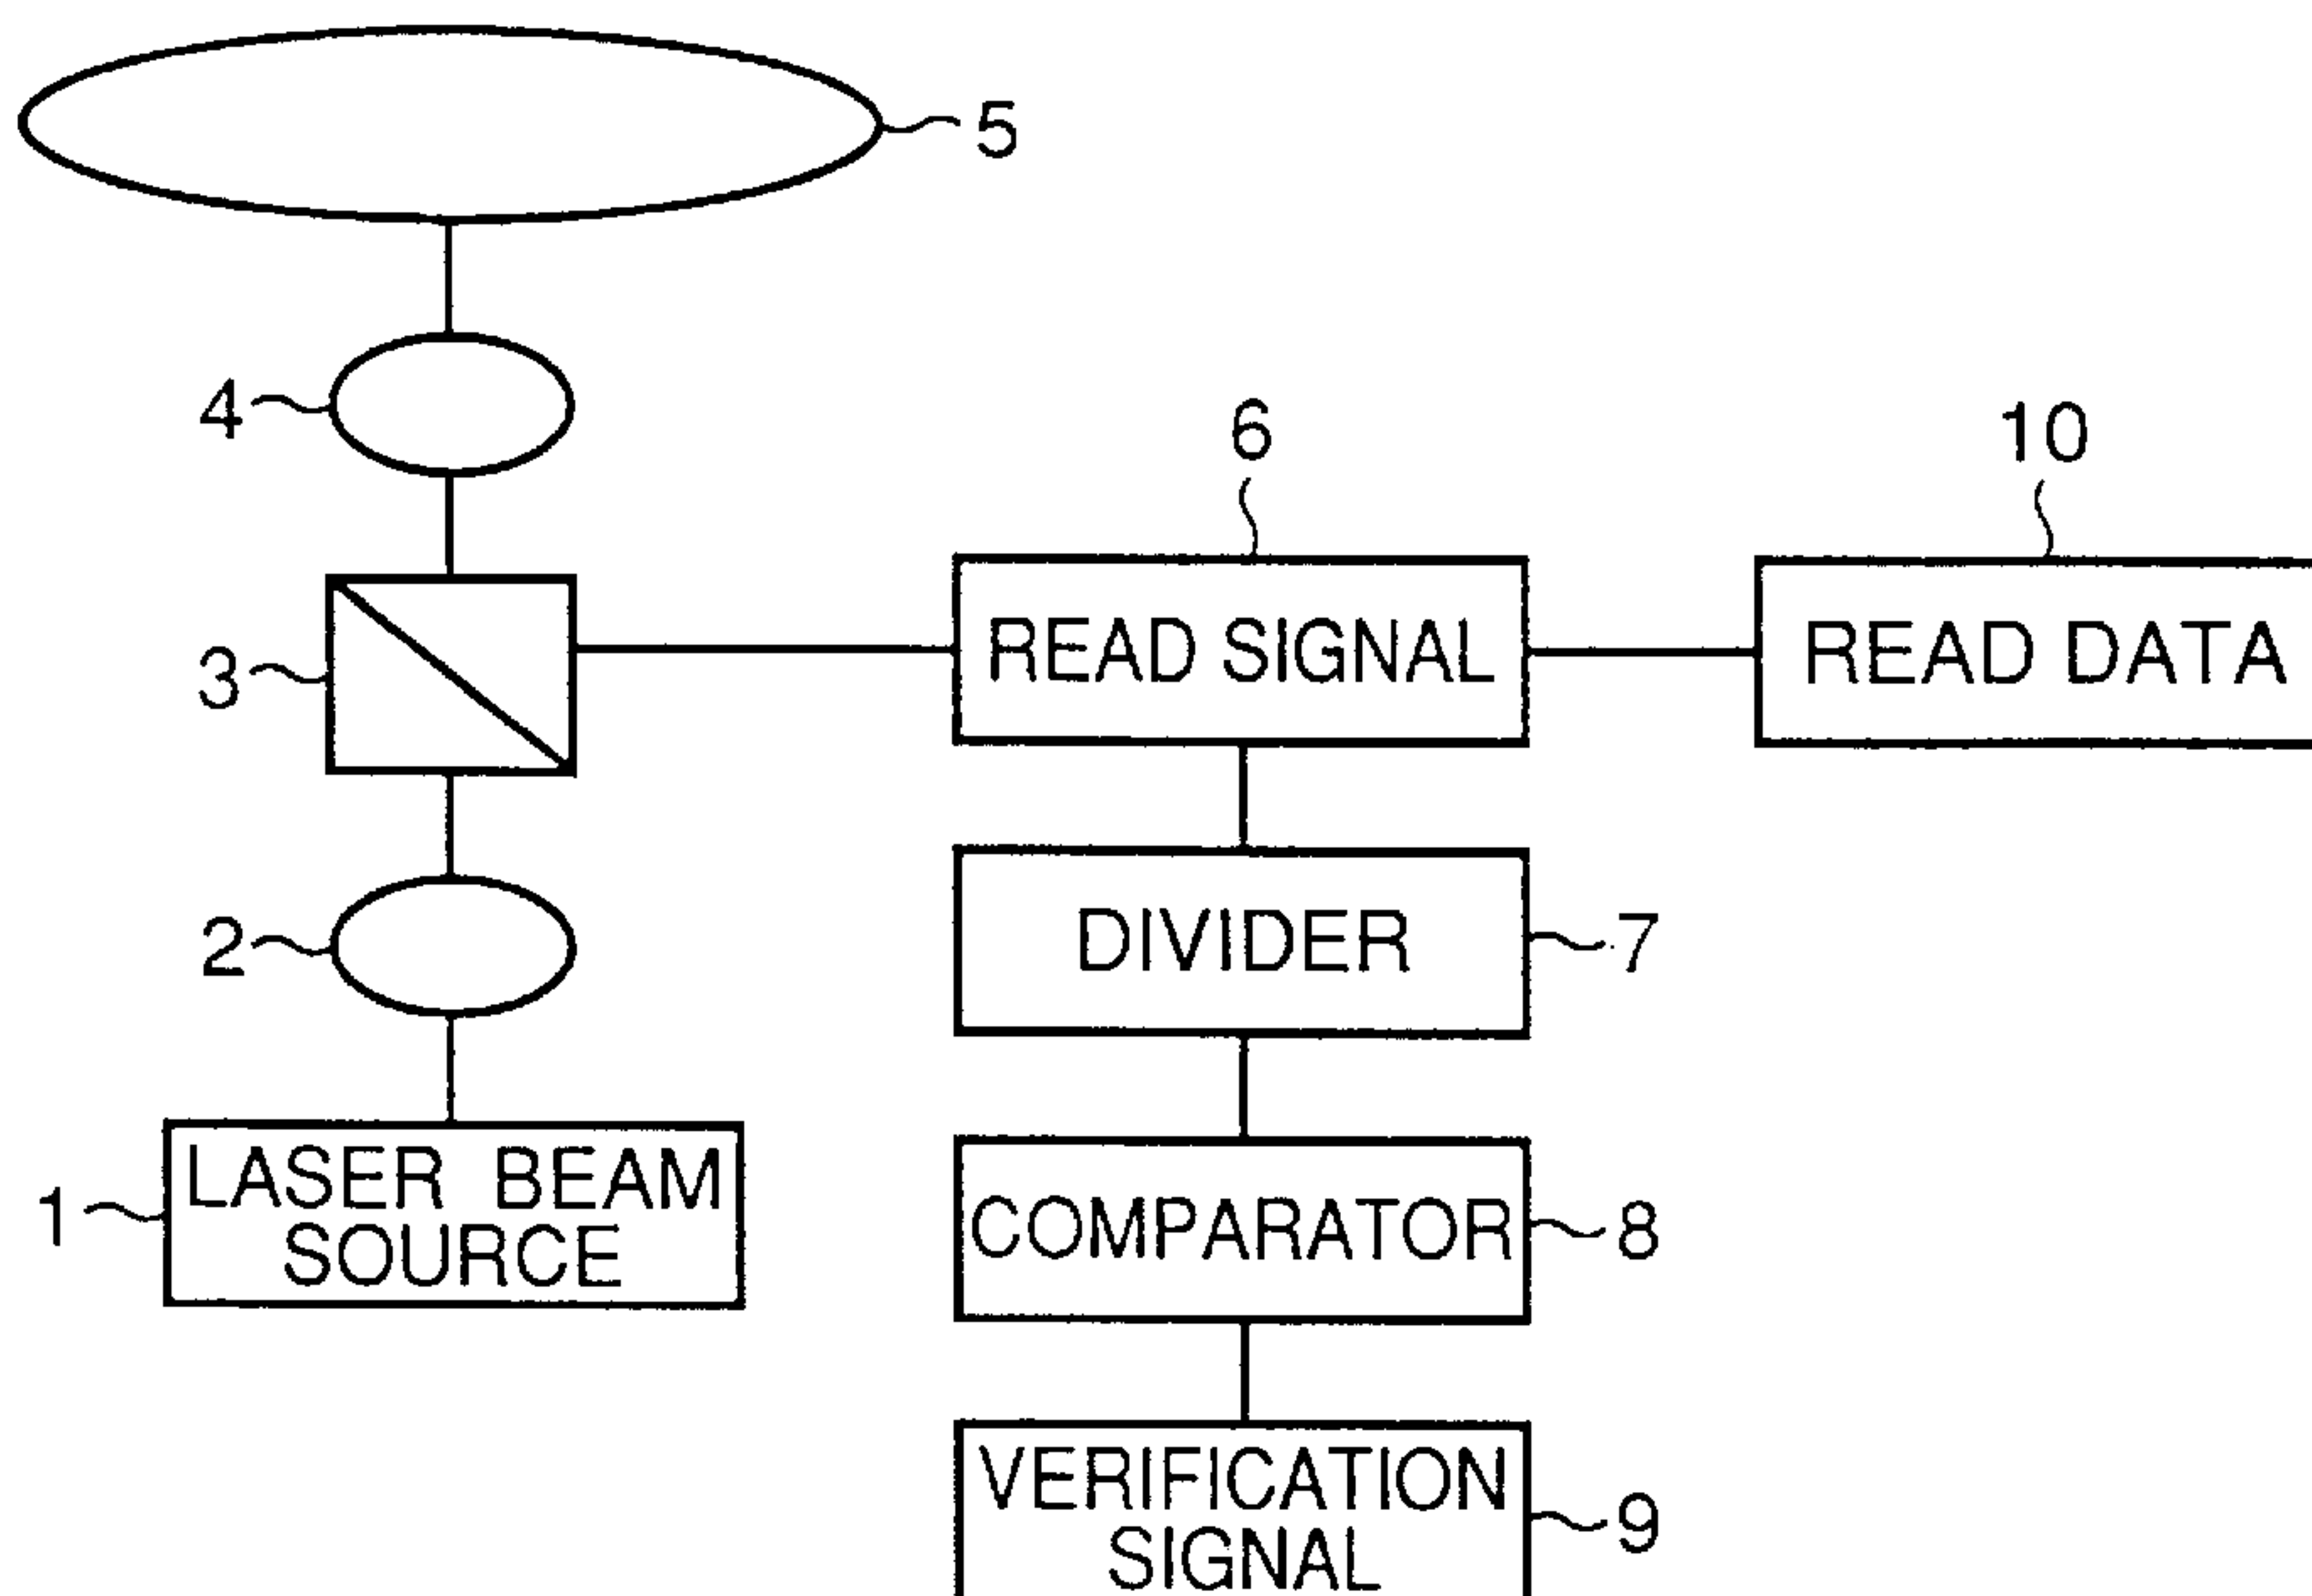 5
4
6
10
3
READ SIGNAL
READ DATA
2
DIVIDER
7
1
LASER BEAM
SOURCE
COMPARATOR
8
VERIFICATION
SIGNAL
9